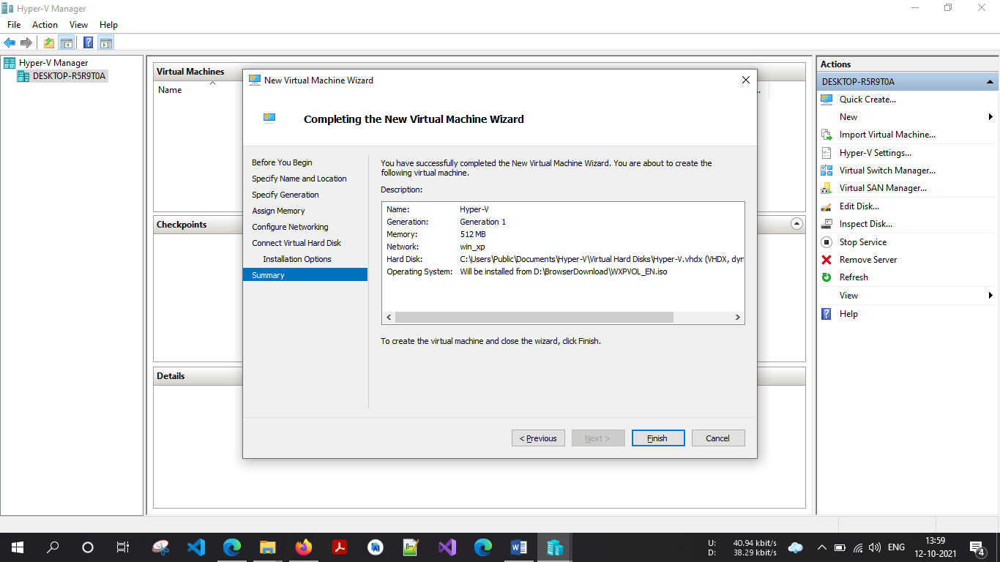 Hyper-V Manager
File Action View Help
Hyper-V Manager
DESKTOP-R5R9T0A
Virtual Machines
Name
Checkpoints
Details
New Virtual Machine Wizard
Completing the New Virtual Machine Wizard
Before You Begin
Specify Name and Location
Specify Generation
Assign Memory
Configure Networking
Connect Virtual Hard Disk
Installation Options
Summary
You have successfully completed the New Virtual Machine Wizard. You are about to create the
following virtual machine.
Description:
Name: Hyper-V
Generation: Generation 1
Memory: 512 MB
Network: win_xp
Hard Disk: C:\Users\Public\Documents\Hyper-V\Virtual Hard Disks\Hyper-V.vhdx (VHDX, dyn
Operating System: Will be installed from D:\BrowserDownload\WXPVOL_EN.iso
To create the virtual machine and close the wizard, click Finish.
< Previous Next > Finish Cancel
Actions
DESKTOP-R5R9T0A
Quick Create...
New
Import Virtual Machine...
Hyper-V Settings...
Virtual Switch Manager...
Virtual SAN Manager...
Edit Disk...
Inspect Disk...
Stop Service
Remove Server
Refresh
View
Help
U: 40.94 kbit/s
D: 38.29 kbit/s
ENG
13:59
12-10-2021
4